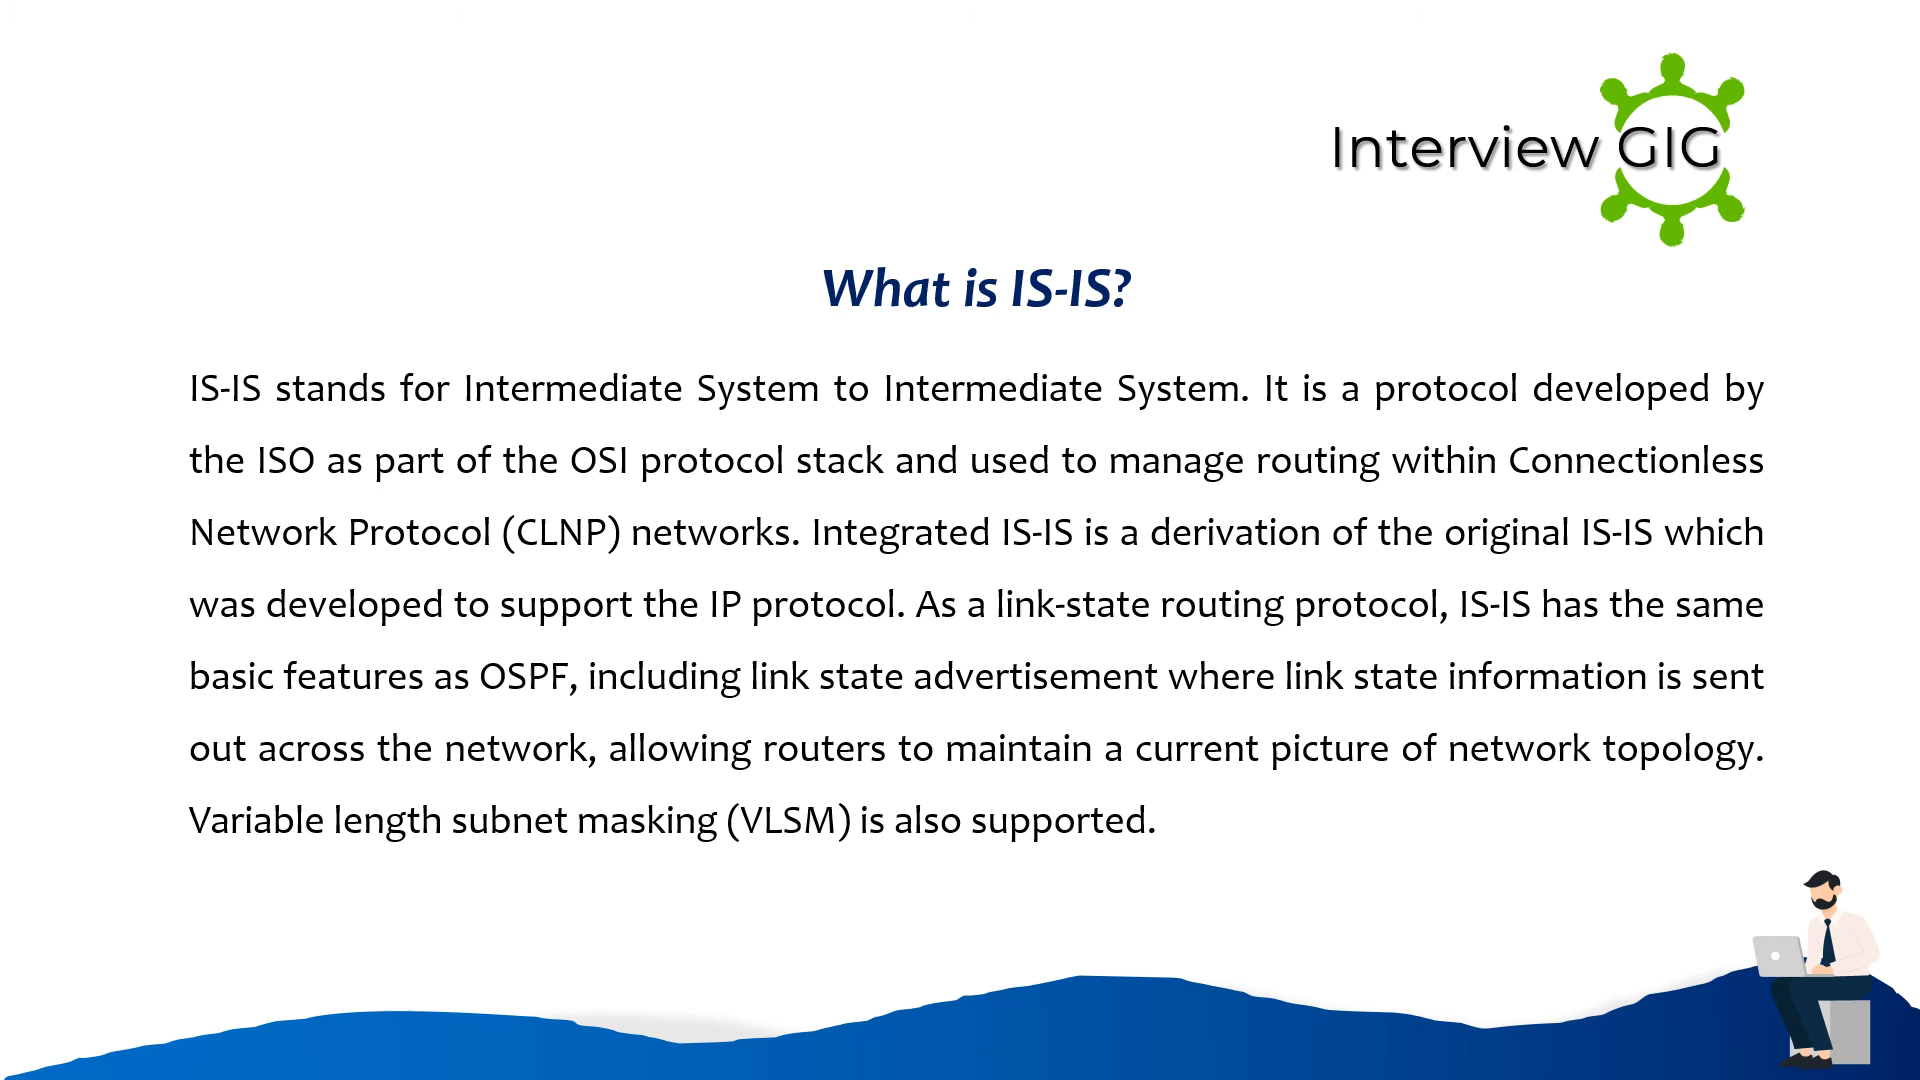 Interview GIG
What is IS-IS?
IS-IS stands for Intermediate System to Intermediate System. It is a protocol developed by
the ISO as part of the OSI protocol stack and used to manage routing within Connectionless
Network Protocol (CLNP) networks. Integrated IS-IS is a derivation of the original IS-IS which
was developed to support the IP protocol. As a link-state routing protocol, IS-IS has the same
basic features as OSPF, including link state advertisement where link state information is sent
out across the network, allowing routers to maintain a current picture of network topology.
Variable length subnet masking (VLSM) is also supported.